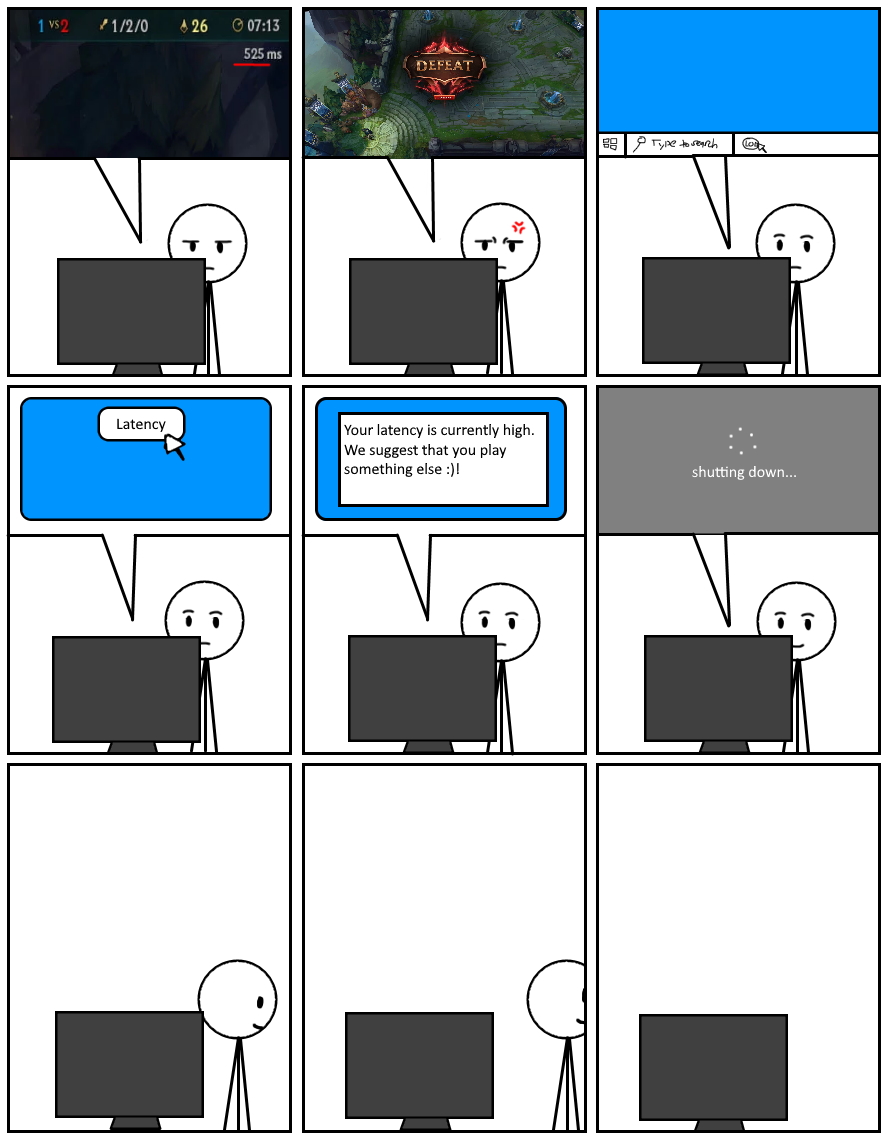 1 vs 2 1/2/0 26 07:13
525 ms
DEFEAT
Type to search
Latency
Your latency is currently high.
We suggest that you play
something else :)!
shutting down...